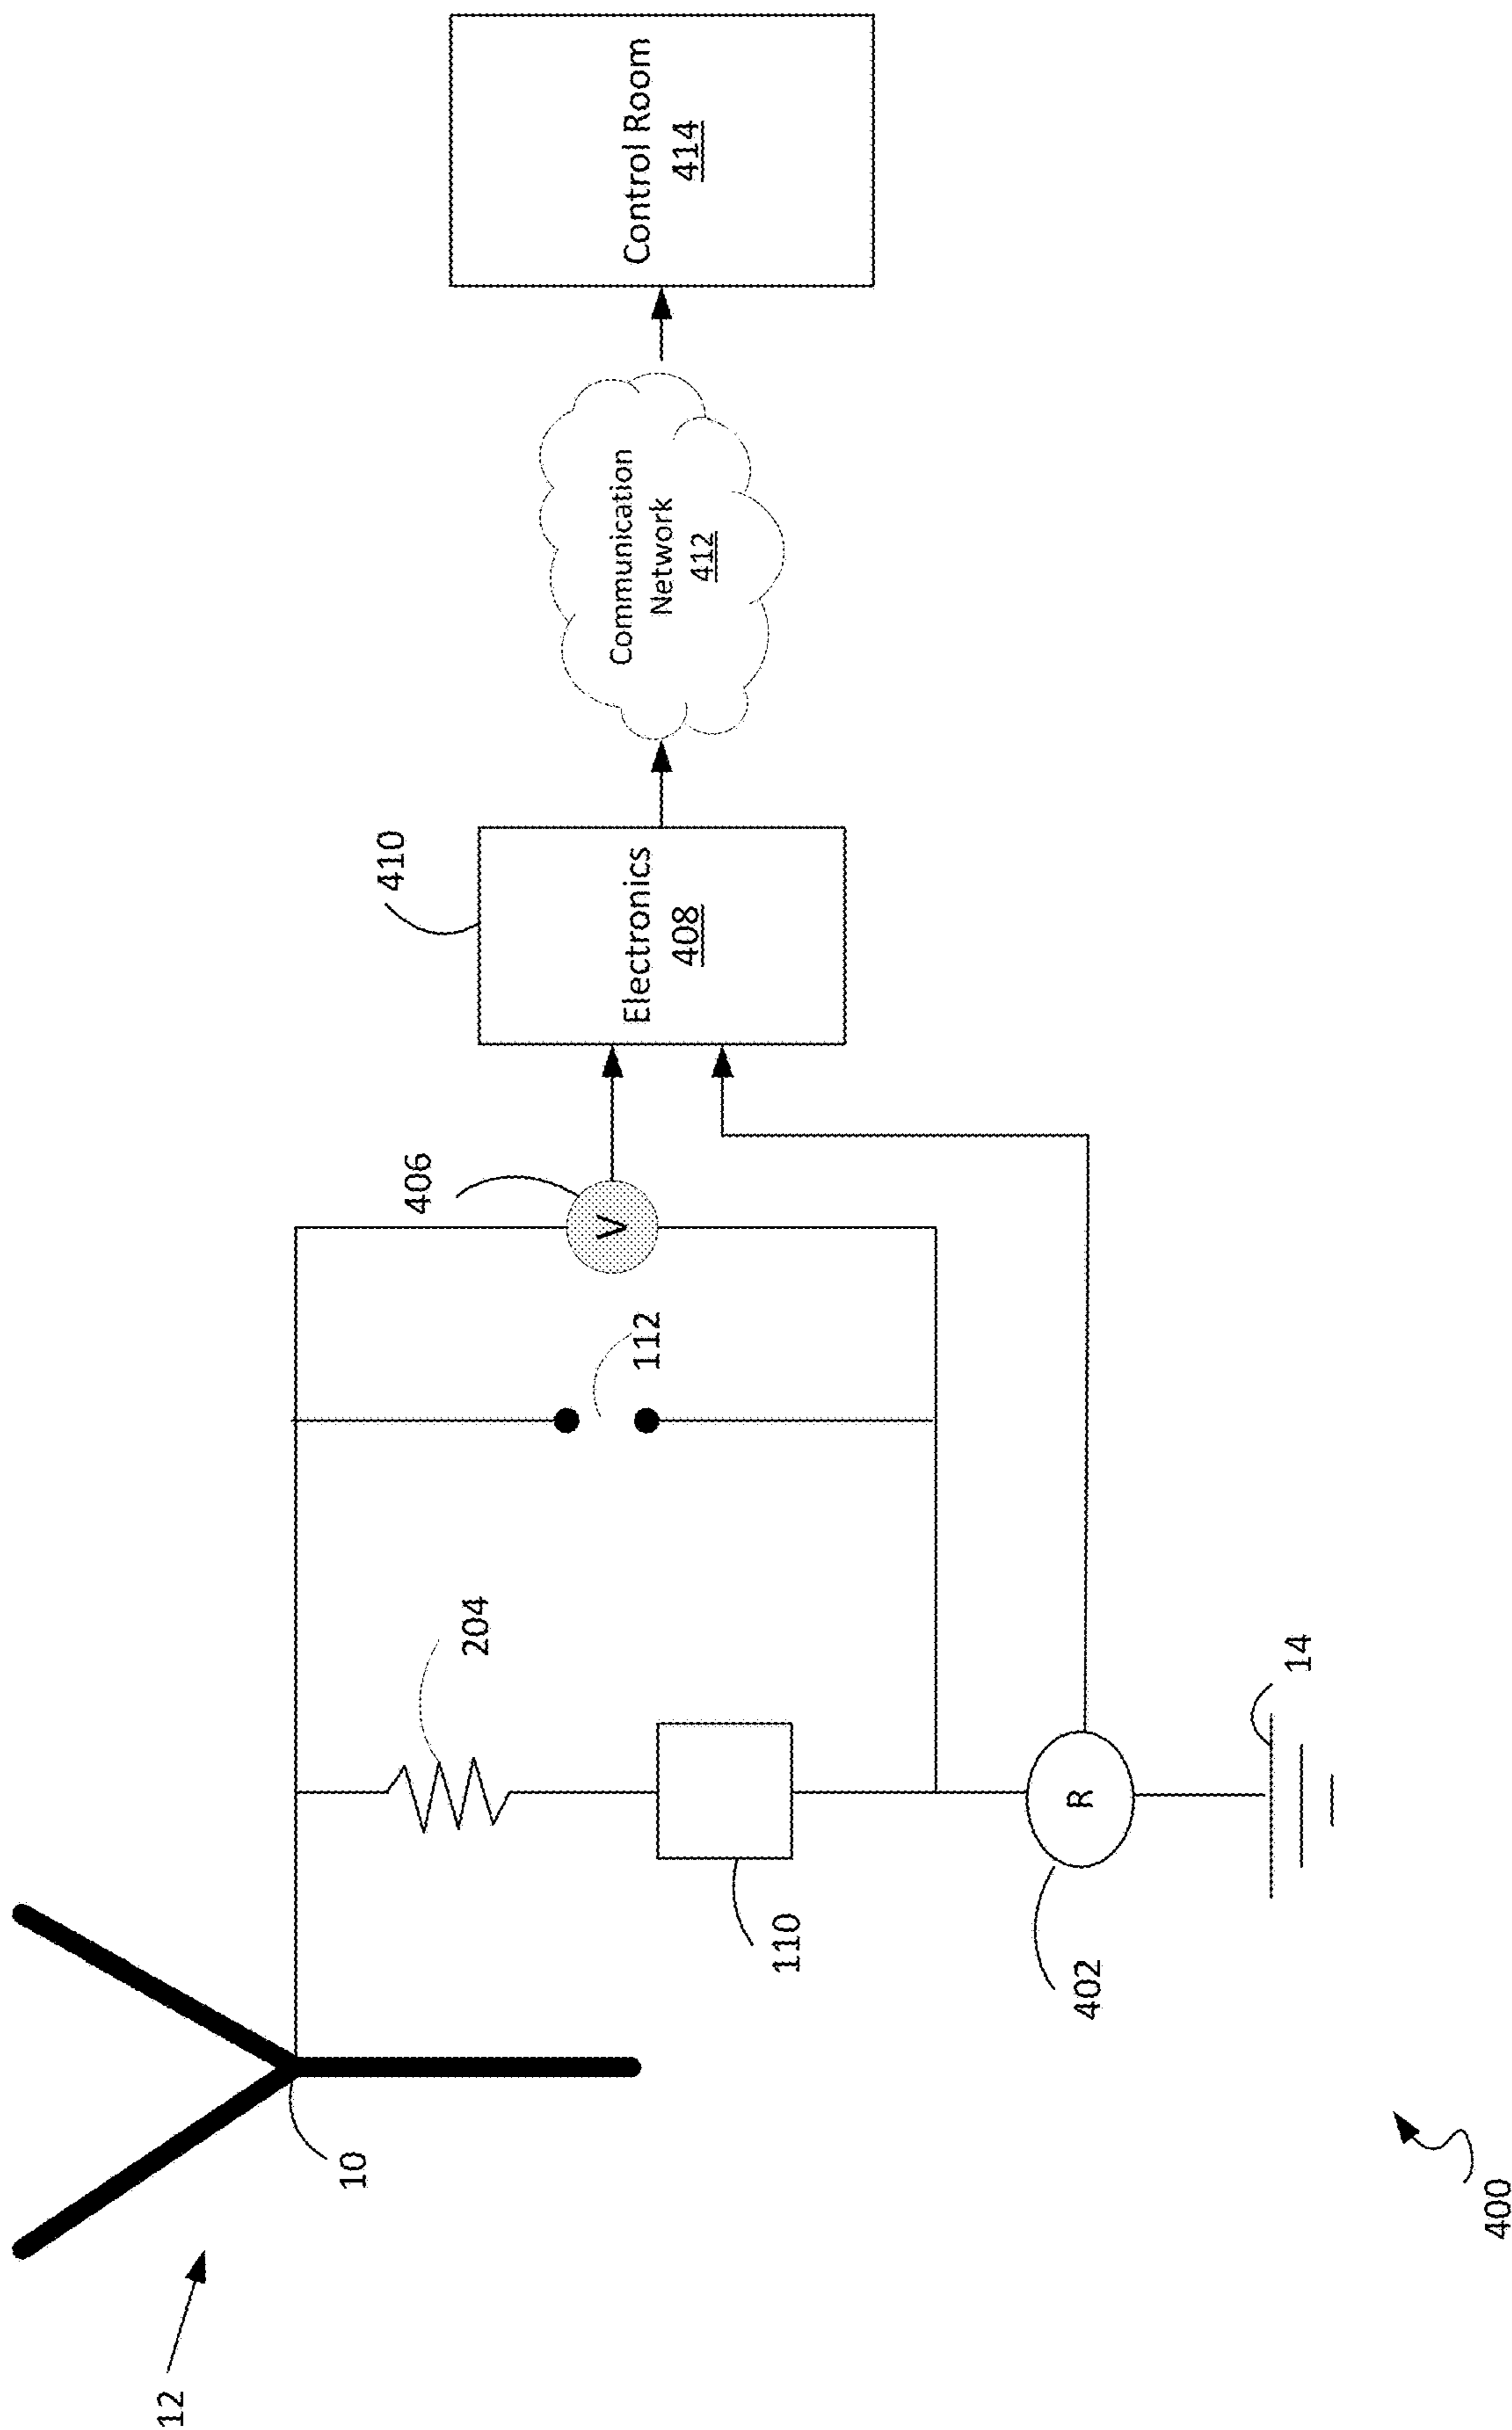 12
10
204
110
402
14
112
406
V
R
410
Electronics
408
Communication
Network
412
Control Room
414
400